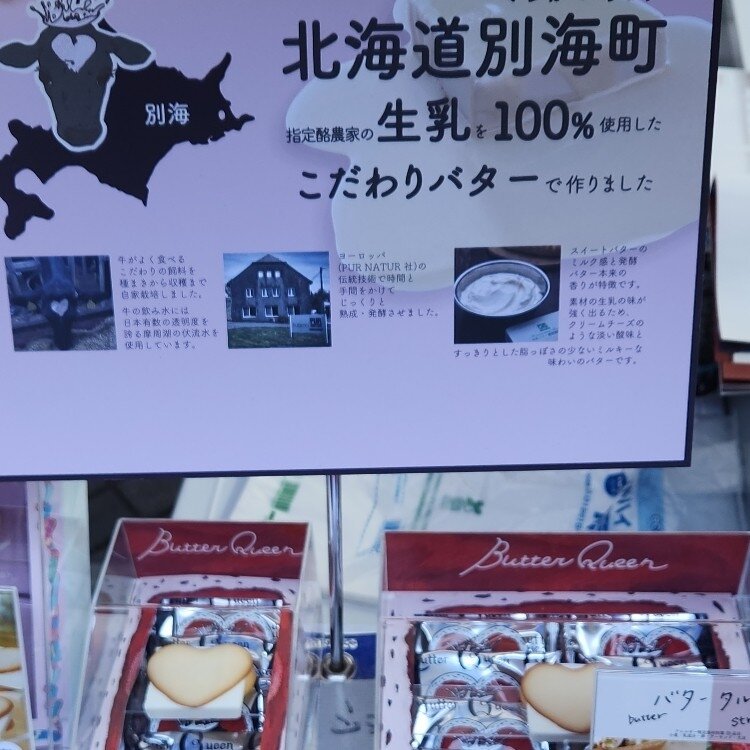 北海道別海町
別海
指定酪農家の生乳を100%使用した
こだわりバターで作りました
牛がよく食べる
こだわりの飼料を
種まきから収穫まで
自家栽培しました。
牛の飲み水には
日本有数の透明度を
誇る摩周湖の伏流水を
使用しています。
ヨーロッパ
(PUR NATUR 社)の
伝統技術で時間と
手間をかけて
じっくりと
熟成・発酵させました。
スイートバターの
ミルク感と発酵
バター本来の
香りが特徴です。
素材の生乳の味が
強く出るため、
クリームチーズの
ような淡い酸味と
すっきりとした脂っぽさの少ないミルキーな
味わいのバターです。
Butter Queen
Butter Queen
バタータル
butter